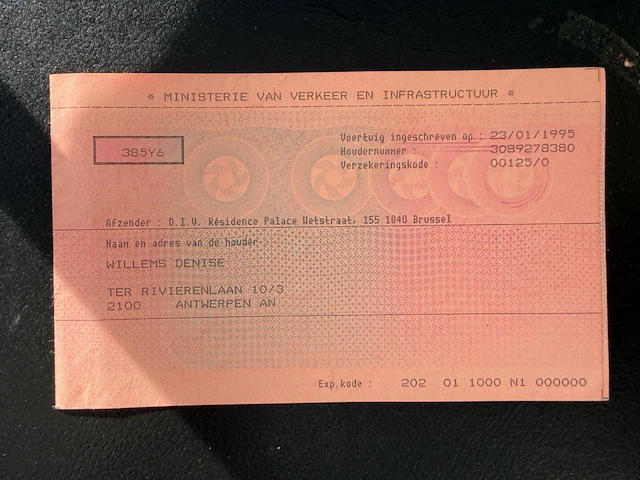 * MINISTERIE VAN VERKEER EN INFRASTRUCTUUR *
385Y6
Voertuig ingeschreven op : 23/01/1995
Houdernummer : 3089278380
Verzekeringskode : 00125/0
Afzender : D.I.V. Résidence Palace Wetstraat, 155 1040 Brussel
Naam en adres van de houder
WILLEMS DENISE
TER RIVIERENLAAN 10/3
2100 ANTWERPEN AN
Exp.kode : 202 01 1000 N1 000000